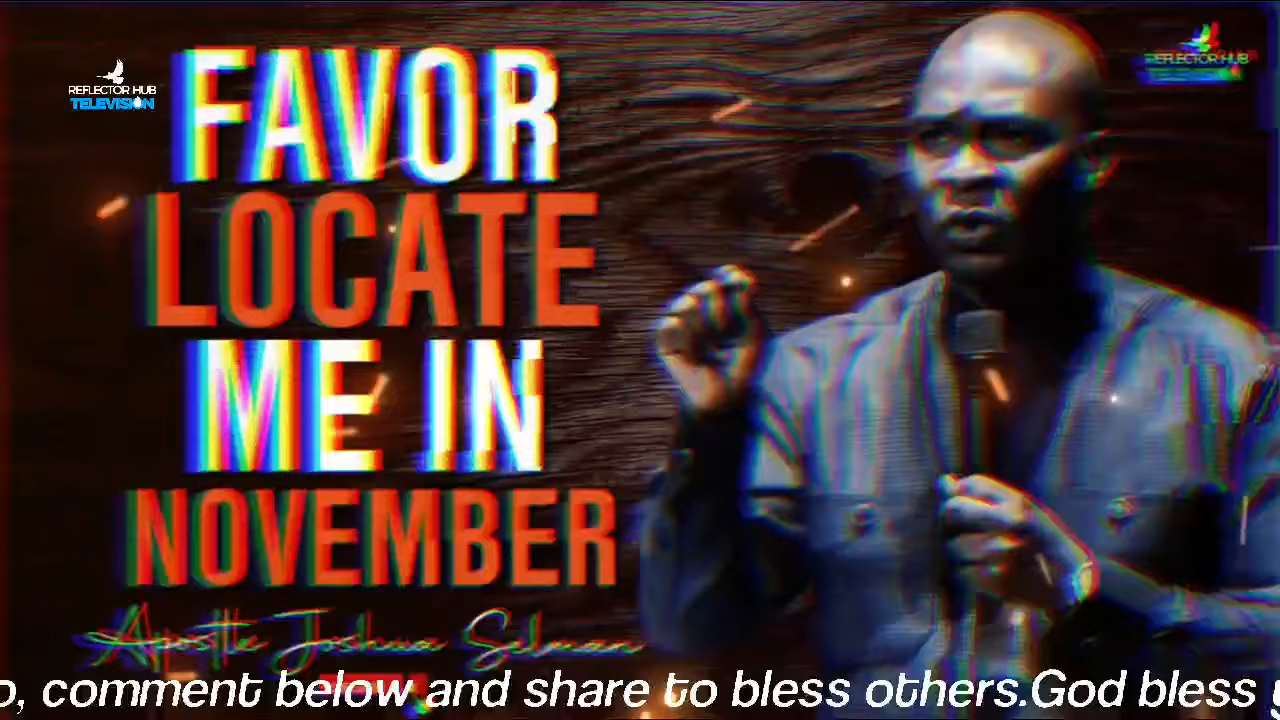 REFLECTOR HUB
TELEVISION
REFLECTOR HUB
FAVOR
LOCATE
ME IN
NOVEMBER
Apostle Joshua Selman
o, comment below and share to bless others.God bless